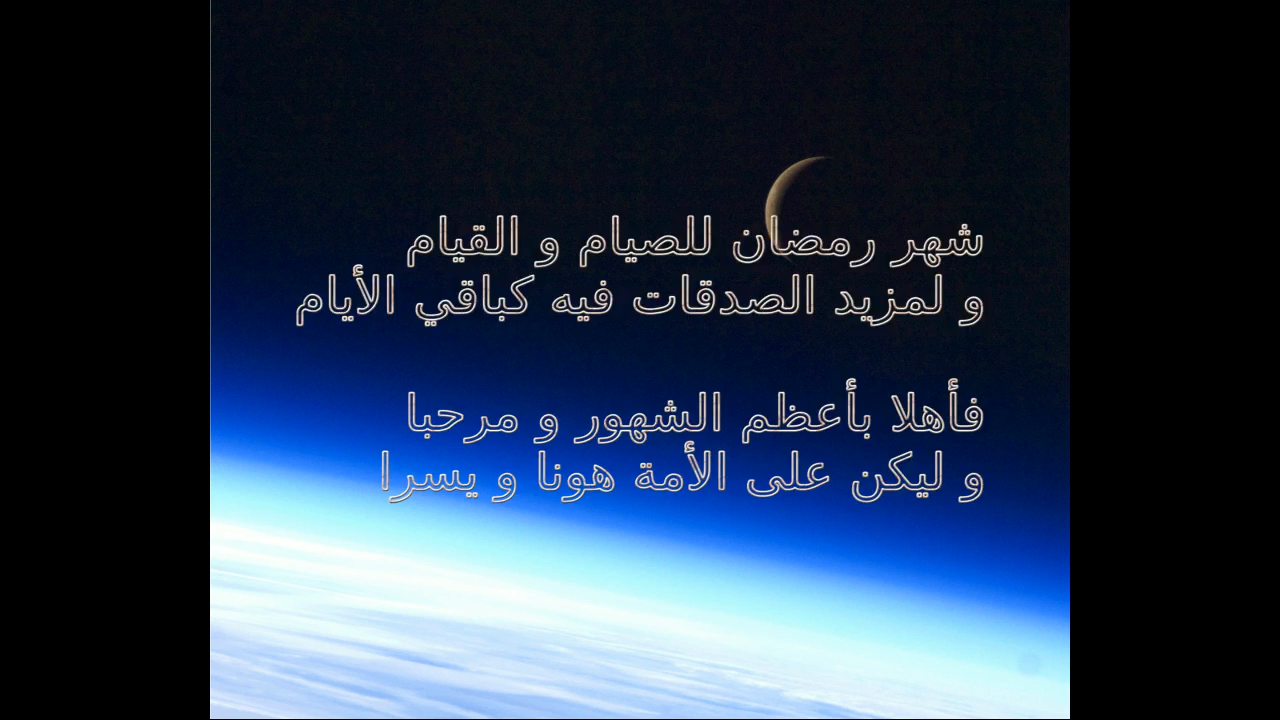 شهر رمضان للصيام و القيام
و لمزيد الصدقات فيه كباقي الأيام
فأهلا بأعظم الشهور و مرحبا
و ليكن على الأمة هونا و يسرا